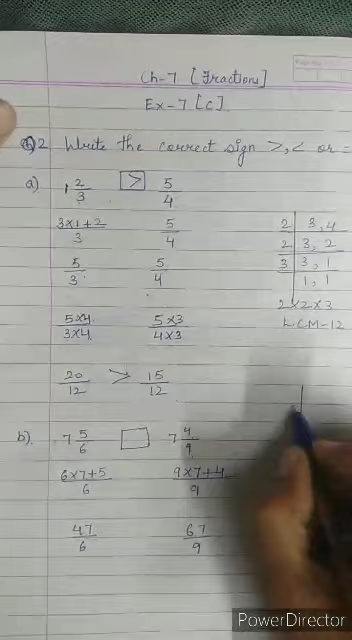 Ch-7 [Fractions]
Ex-7 [C]
Q2 Write the correct sign >, < or =
a) 1 2/3 > 5/4
3×1+2/3 5/4
5/3 5/4
5×4/3×4 5×3/4×3
20/12 > 15/12
2 3, 4
2 3, 2
3 3, 1
1, 1
2×2×3
L.C.M-12
b). 7 5/6 □ 7 4/9
6×7+5/6 9×7+4/9
47/6 67/9
PowerDirector